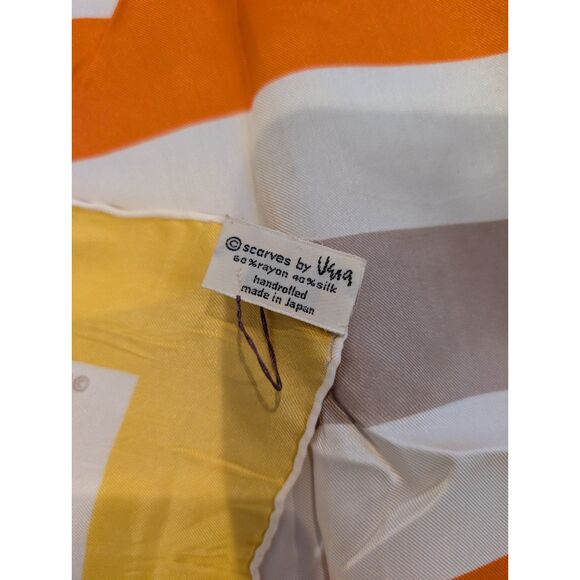 © scarves by Vera
60% rayon 40% silk
handrolled
made in Japan
©